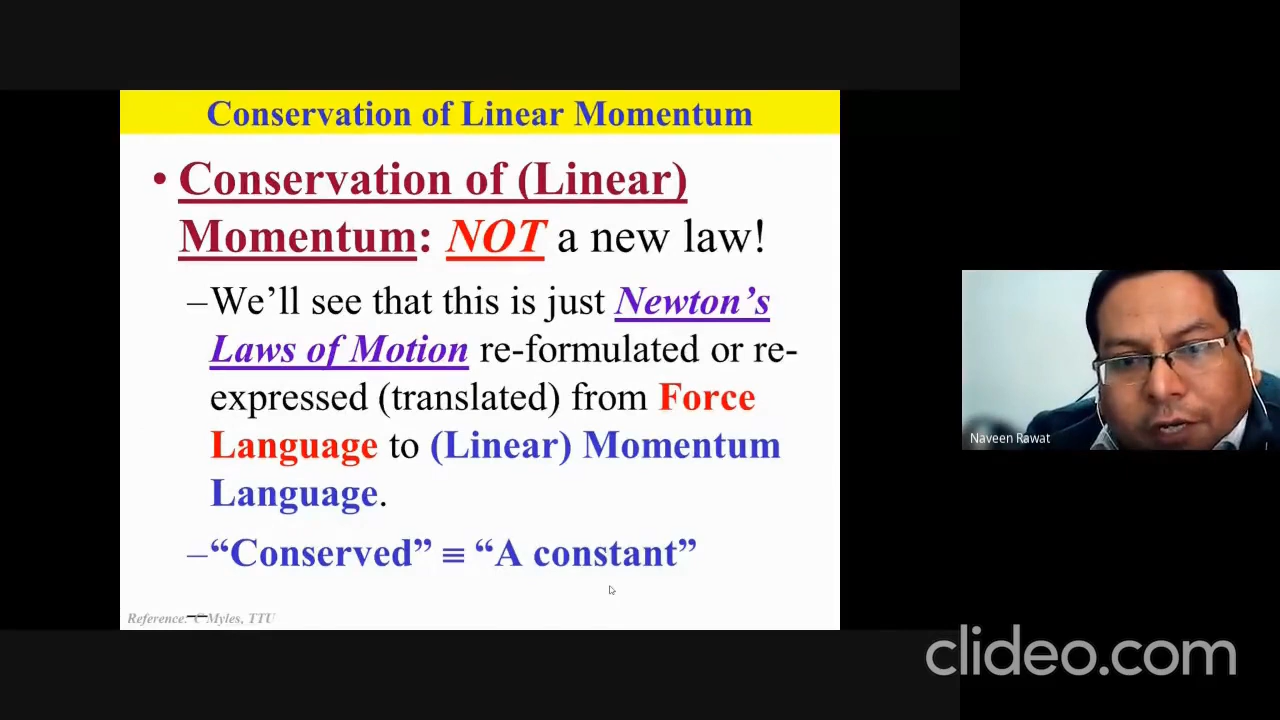 Conservation of Linear Momentum
• Conservation of (Linear)
Momentum: NOT a new law!
–We’ll see that this is just Newton’s
Laws of Motion re-formulated or re-
expressed (translated) from Force
Language to (Linear) Momentum
Language.
–“Conserved” ≡ “A constant”
–
Reference: C Myles, TTU
Naveen Rawat
clideo.com